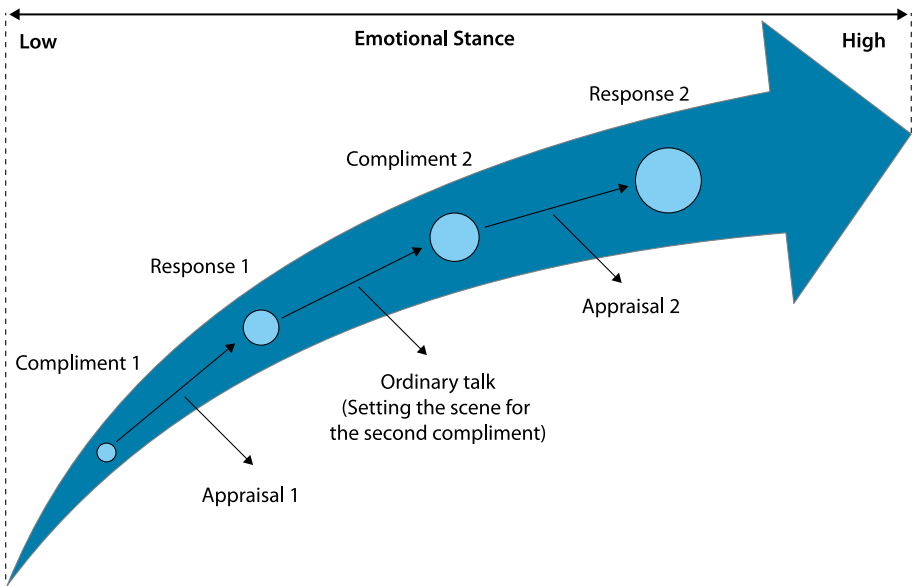 Low
Emotional Stance
High
Response 2
Compliment 2
Response 1
Appraisal 2
Compliment 1
Ordinary talk
(Setting the scene for
the second compliment)
Appraisal 1